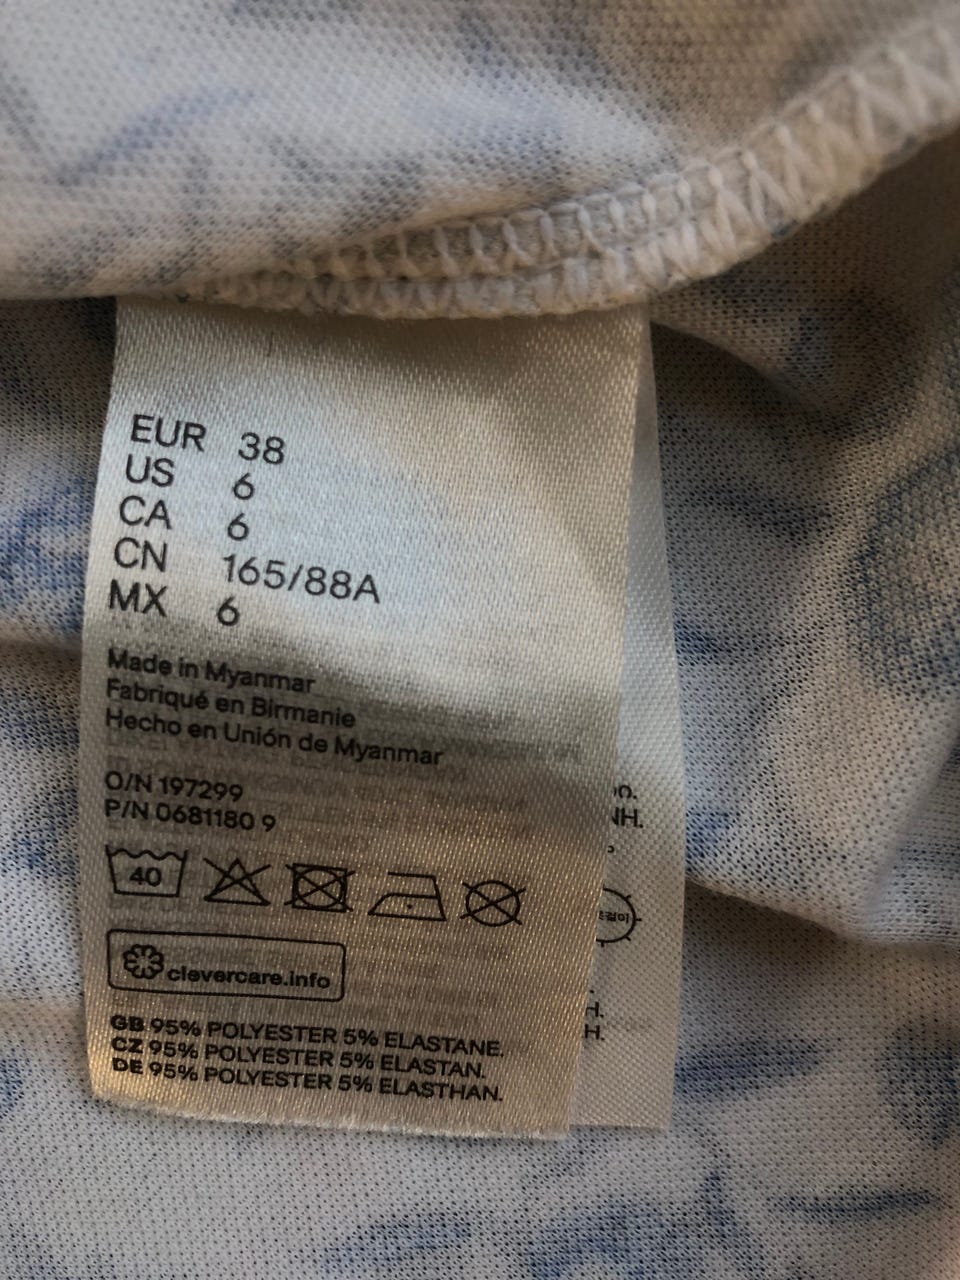 EUR 38
US 6
CA 6
CN 165/88A
MX 6
Made in Myanmar
Fabriqué en Birmanie
Hecho en Unión de Myanmar
O/N 197299
P/N 0681180 9
40
clevercare.info
GB 95% POLYESTER 5% ELASTANE.
CZ 95% POLYESTER 5% ELASTAN.
DE 95% POLYESTER 5% ELASTHAN.
NH.
H.
H.